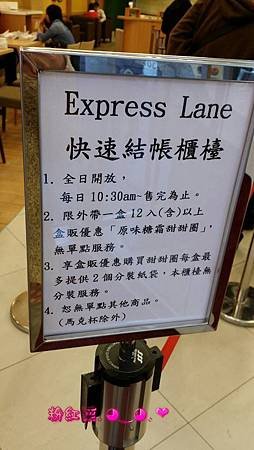 Express Lane
快速結帳櫃檯
1. 全日開放，
每日 10:30am~售完為止。
2. 限外帶一盒 12 入(含)以上
盒販優惠「原味糖霜甜甜圈」，
無單點服務。
3. 享盒販優惠購買甜甜圈每盒最
多提供 2 個分裝紙袋，本櫃檯無
分裝服務。
4. 恕無單點其他商品。
(馬克杯除外)
粉紅